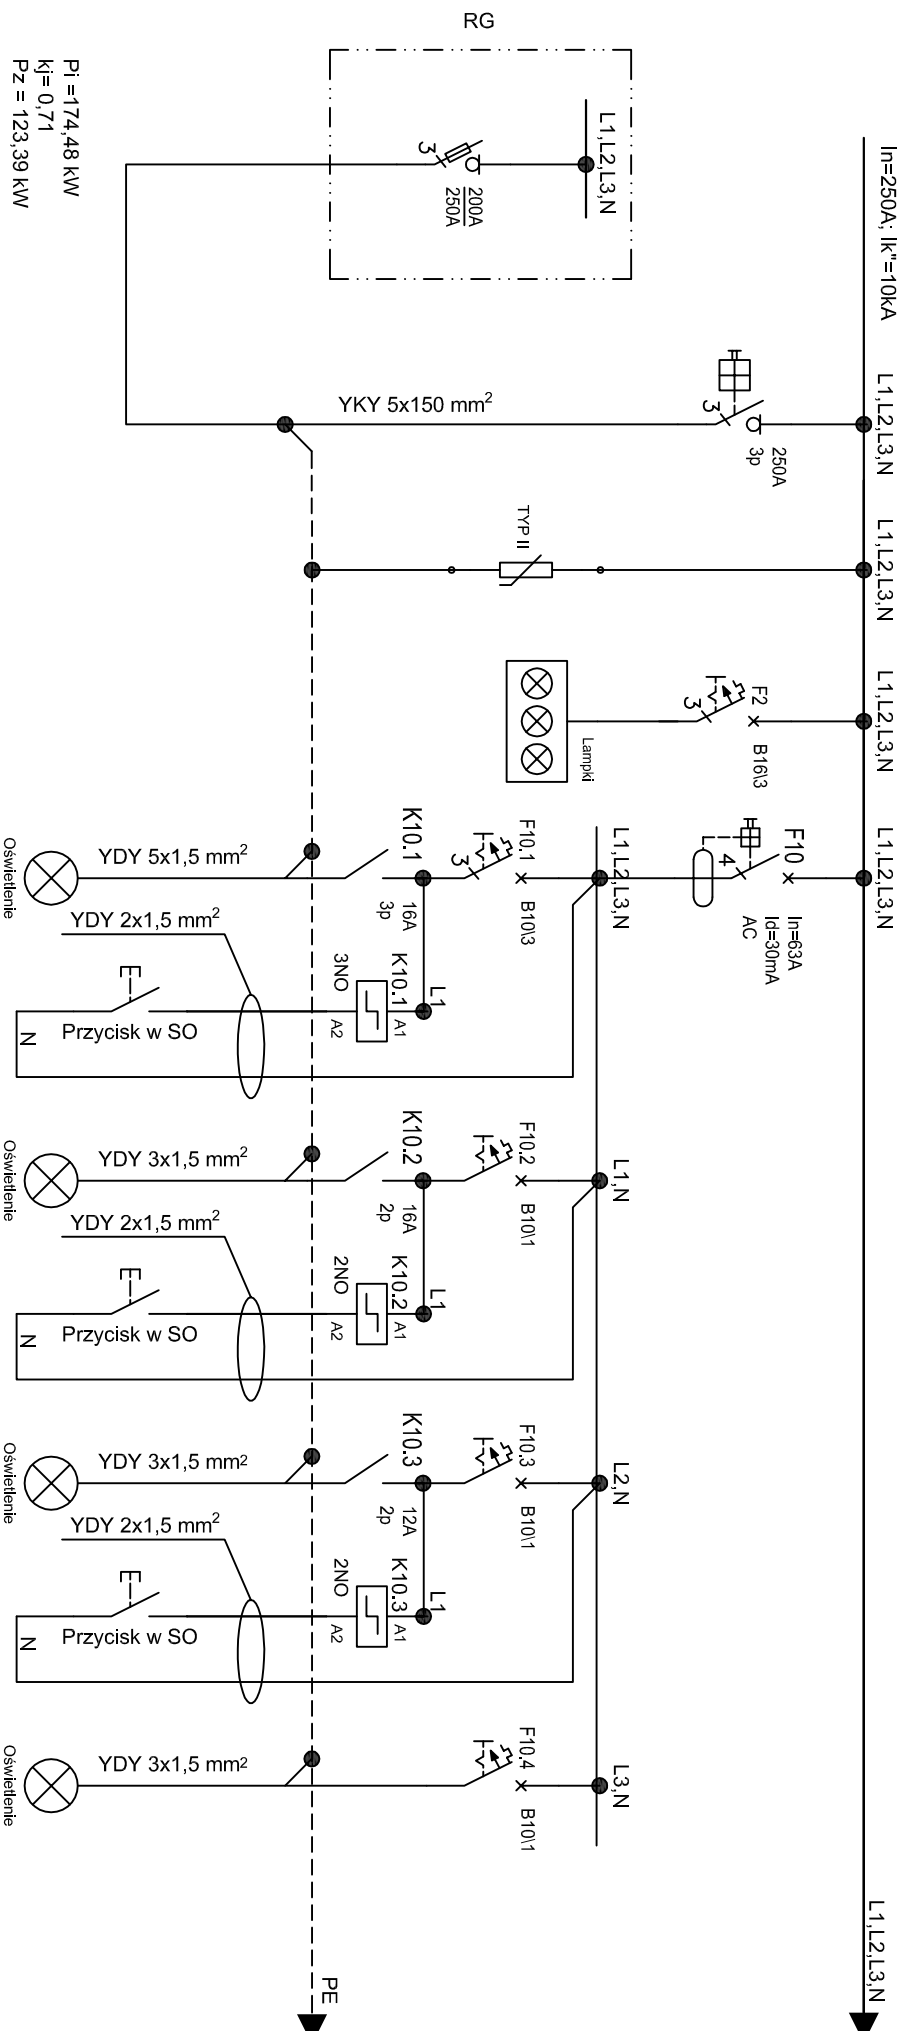 RG
In=250A; Ik"=10kA
Pi =174,48 kW
kj= 0,71
Pz = 123,39 kW
L1,L2,L3,N
3
200A
250A
L1,L2,L3,N
YKY 5x150 mm2
3
250A
3p
L1,L2,L3,N
TYP II
L1,L2,L3,N
F2
3
B16\3
Lampki
L1,L2,L3,N
F10
4
In=63A
Id=30mA
AC
L1,L2,L3,N
F10.1
3
B10\3
K10.1
16A
3p
YDY 5x1,5 mm2
Oświetlenie
YDY 2x1,5 mm2
L1
K10.1
A1
3NO
A2
Przycisk w SO
N
L1,N
F10.2
B10\1
K10.2
16A
2p
YDY 3x1,5 mm2
Oświetlenie
YDY 2x1,5 mm2
L1
K10.2
A1
2NO
A2
Przycisk w SO
N
L2,N
F10.3
B10\1
K10.3
12A
2p
YDY 3x1,5 mm2
Oświetlenie
YDY 2x1,5 mm2
L1
K10.3
A1
2NO
A2
Przycisk w SO
N
L3,N
F10.4
B10\1
YDY 3x1,5 mm2
Oświetlenie
L1,L2,L3,N
PE